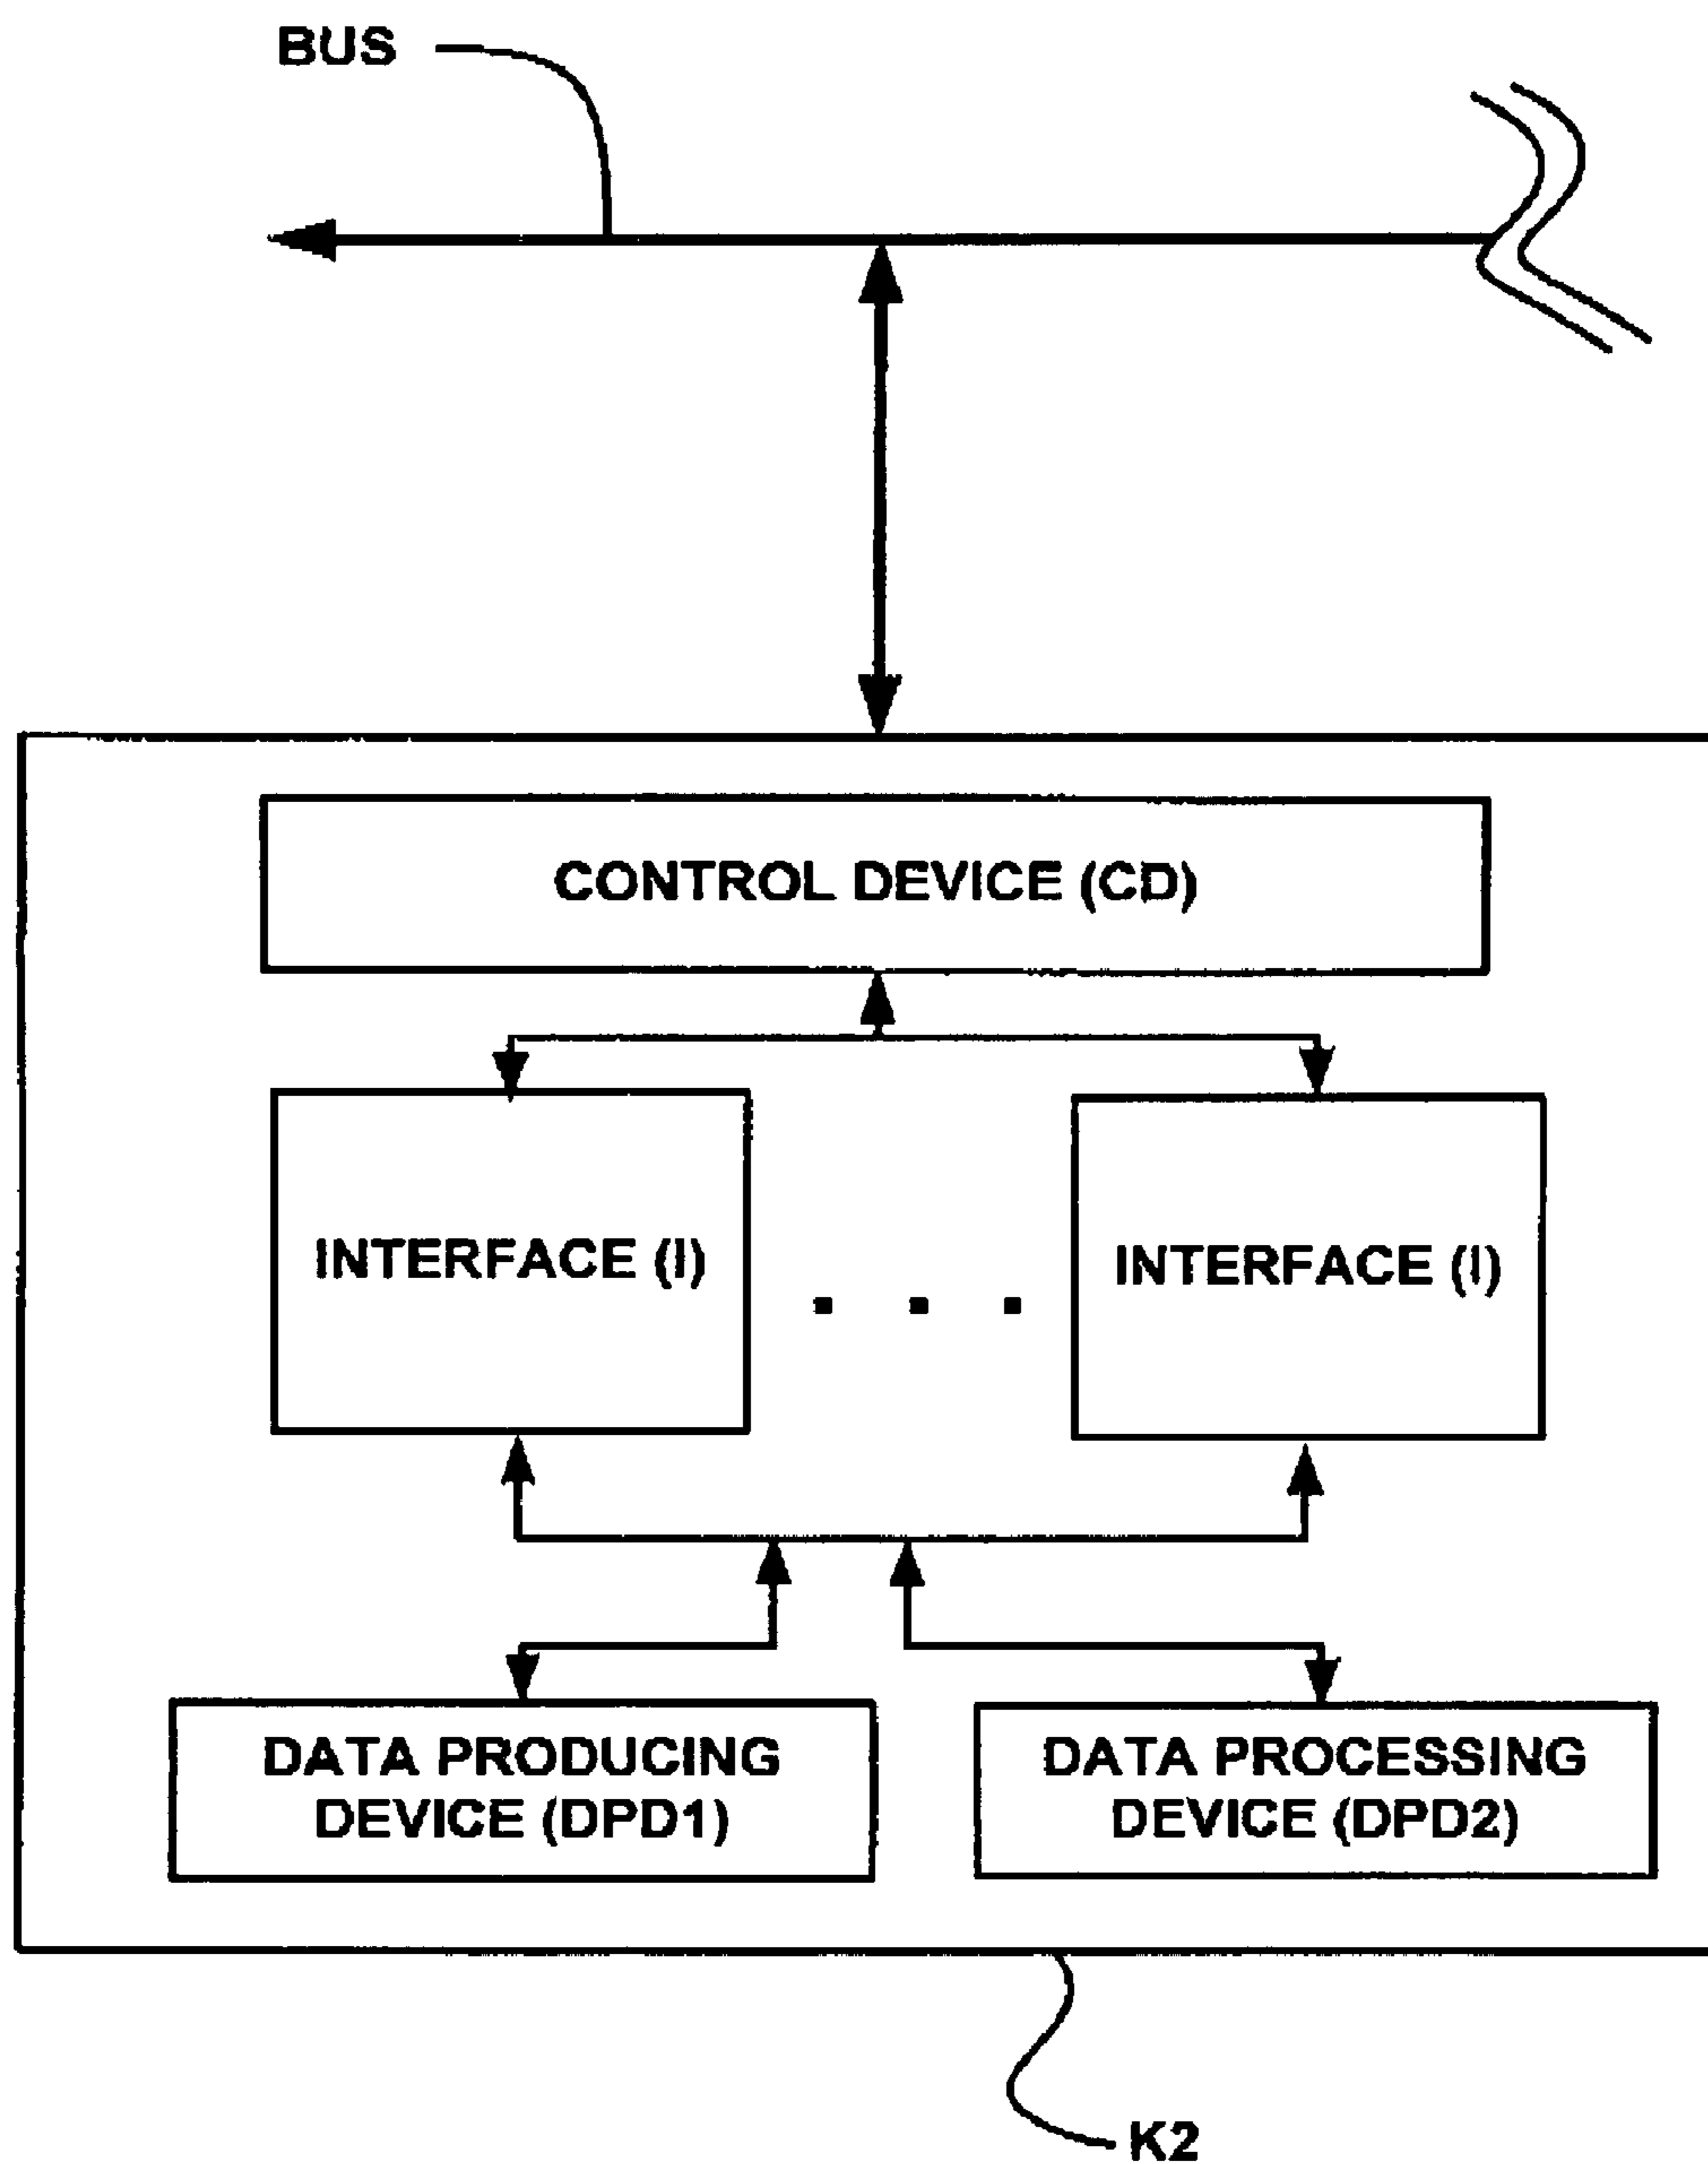 BUS
CONTROL DEVICE (CD)
INTERFACE (I)
INTERFACE (I)
DATA PRODUCING
DEVICE (DPD1)
DATA PROCESSING
DEVICE (DPD2)
K2